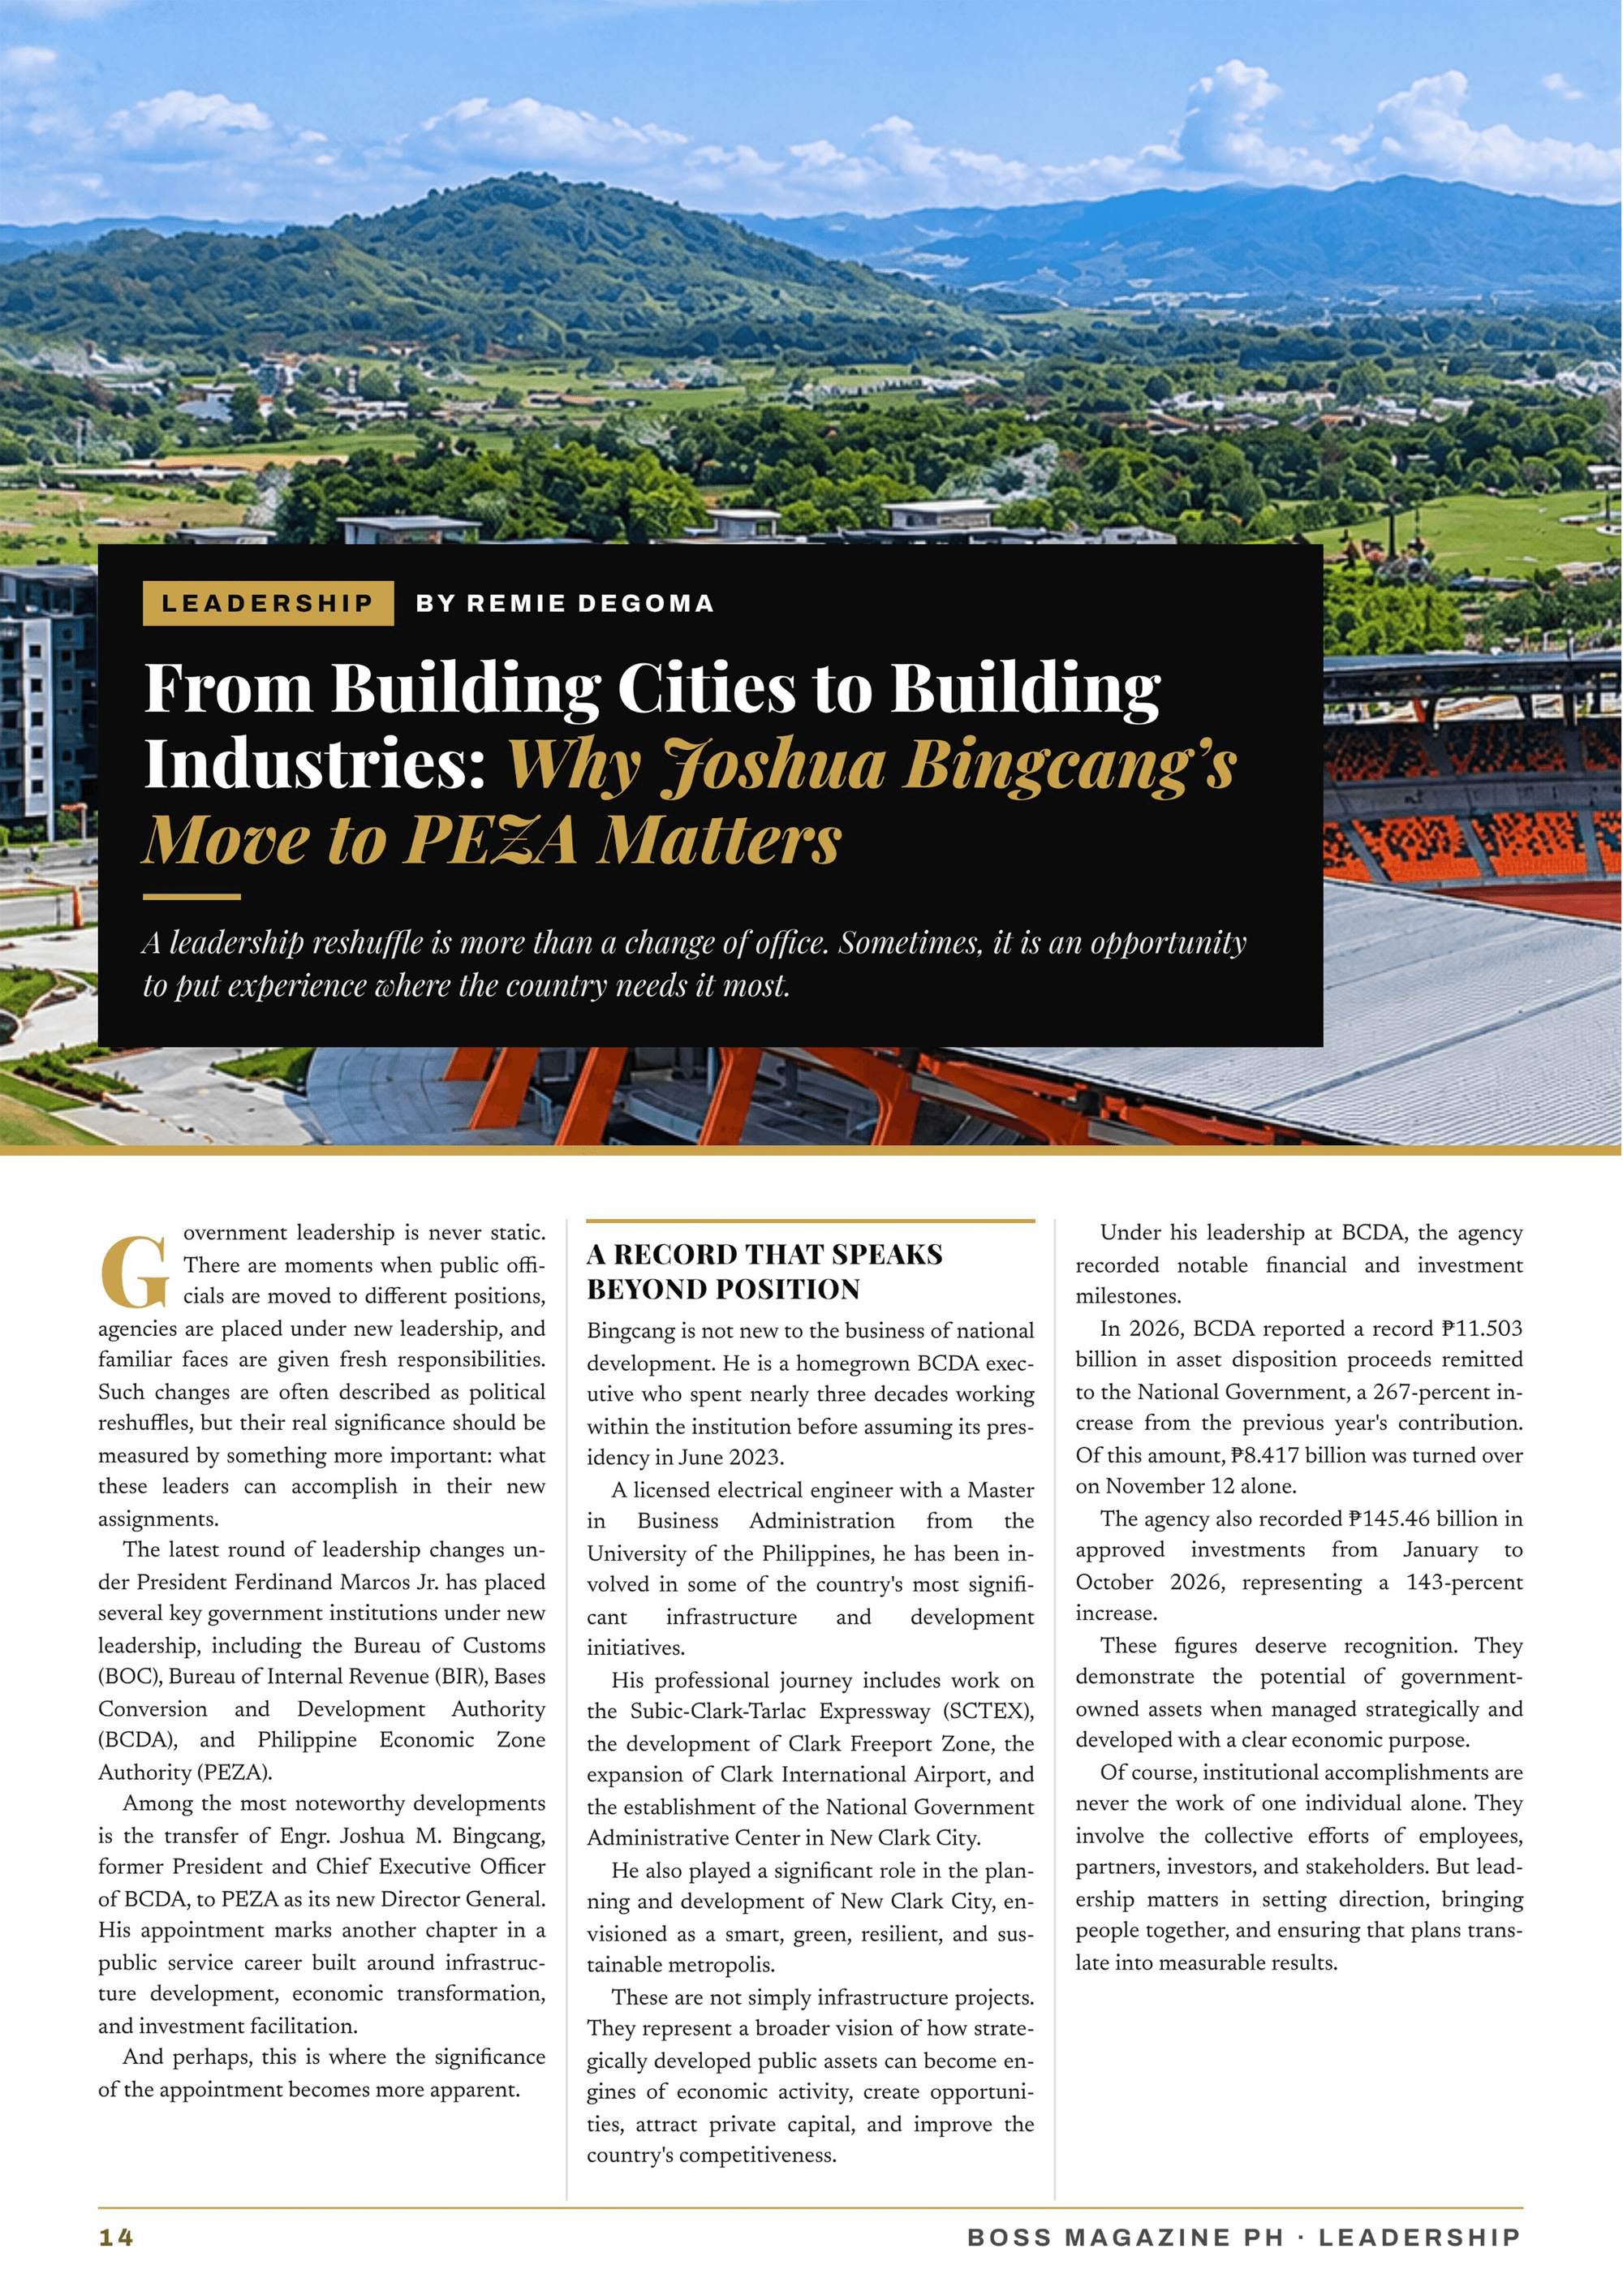 LEADERSHIP BY REMIE DEGOMA
From Building Cities to Building
Industries: Why Joshua Bingcang’s
Move to PEZA Matters
A leadership reshuffle is more than a change of office. Sometimes, it is an opportunity
to put experience where the country needs it most.
Government leadership is never static.
There are moments when public offi-
cials are moved to different positions,
agencies are placed under new leadership, and
familiar faces are given fresh responsibilities.
Such changes are often described as political
reshuffles, but their real significance should be
measured by something more important: what
these leaders can accomplish in their new
assignments.
The latest round of leadership changes un-
der President Ferdinand Marcos Jr. has placed
several key government institutions under new
leadership, including the Bureau of Customs
(BOC), Bureau of Internal Revenue (BIR), Bases
Conversion and Development Authority
(BCDA), and Philippine Economic Zone
Authority (PEZA).
Among the most noteworthy developments
is the transfer of Engr. Joshua M. Bingcang,
former President and Chief Executive Officer
of BCDA, to PEZA as its new Director General.
His appointment marks another chapter in a
public service career built around infrastruc-
ture development, economic transformation,
and investment facilitation.
And perhaps, this is where the significance
of the appointment becomes more apparent.
A RECORD THAT SPEAKS
BEYOND POSITION
Bingcang is not new to the business of national
development. He is a homegrown BCDA exec-
utive who spent nearly three decades working
within the institution before assuming its pres-
idency in June 2023.
A licensed electrical engineer with a Master
in Business Administration from the
University of the Philippines, he has been in-
volved in some of the country's most signifi-
cant infrastructure and development
initiatives.
His professional journey includes work on
the Subic-Clark-Tarlac Expressway (SCTEX),
the development of Clark Freeport Zone, the
expansion of Clark International Airport, and
the establishment of the National Government
Administrative Center in New Clark City.
He also played a significant role in the plan-
ning and development of New Clark City, en-
visioned as a smart, green, resilient, and sus-
tainable metropolis.
These are not simply infrastructure projects.
They represent a broader vision of how strate-
gically developed public assets can become en-
gines of economic activity, create opportuni-
ties, attract private capital, and improve the
country's competitiveness.
Under his leadership at BCDA, the agency
recorded notable financial and investment
milestones.
In 2026, BCDA reported a record ₱11.503
billion in asset disposition proceeds remitted
to the National Government, a 267-percent in-
crease from the previous year's contribution.
Of this amount, ₱8.417 billion was turned over
on November 12 alone.
The agency also recorded ₱145.46 billion in
approved investments from January to
October 2026, representing a 143-percent
increase.
These figures deserve recognition. They
demonstrate the potential of government-
owned assets when managed strategically and
developed with a clear economic purpose.
Of course, institutional accomplishments are
never the work of one individual alone. They
involve the collective efforts of employees,
partners, investors, and stakeholders. But lead-
ership matters in setting direction, bringing
people together, and ensuring that plans trans-
late into measurable results.
14
BOSS MAGAZINE PH · LEADERSHIP